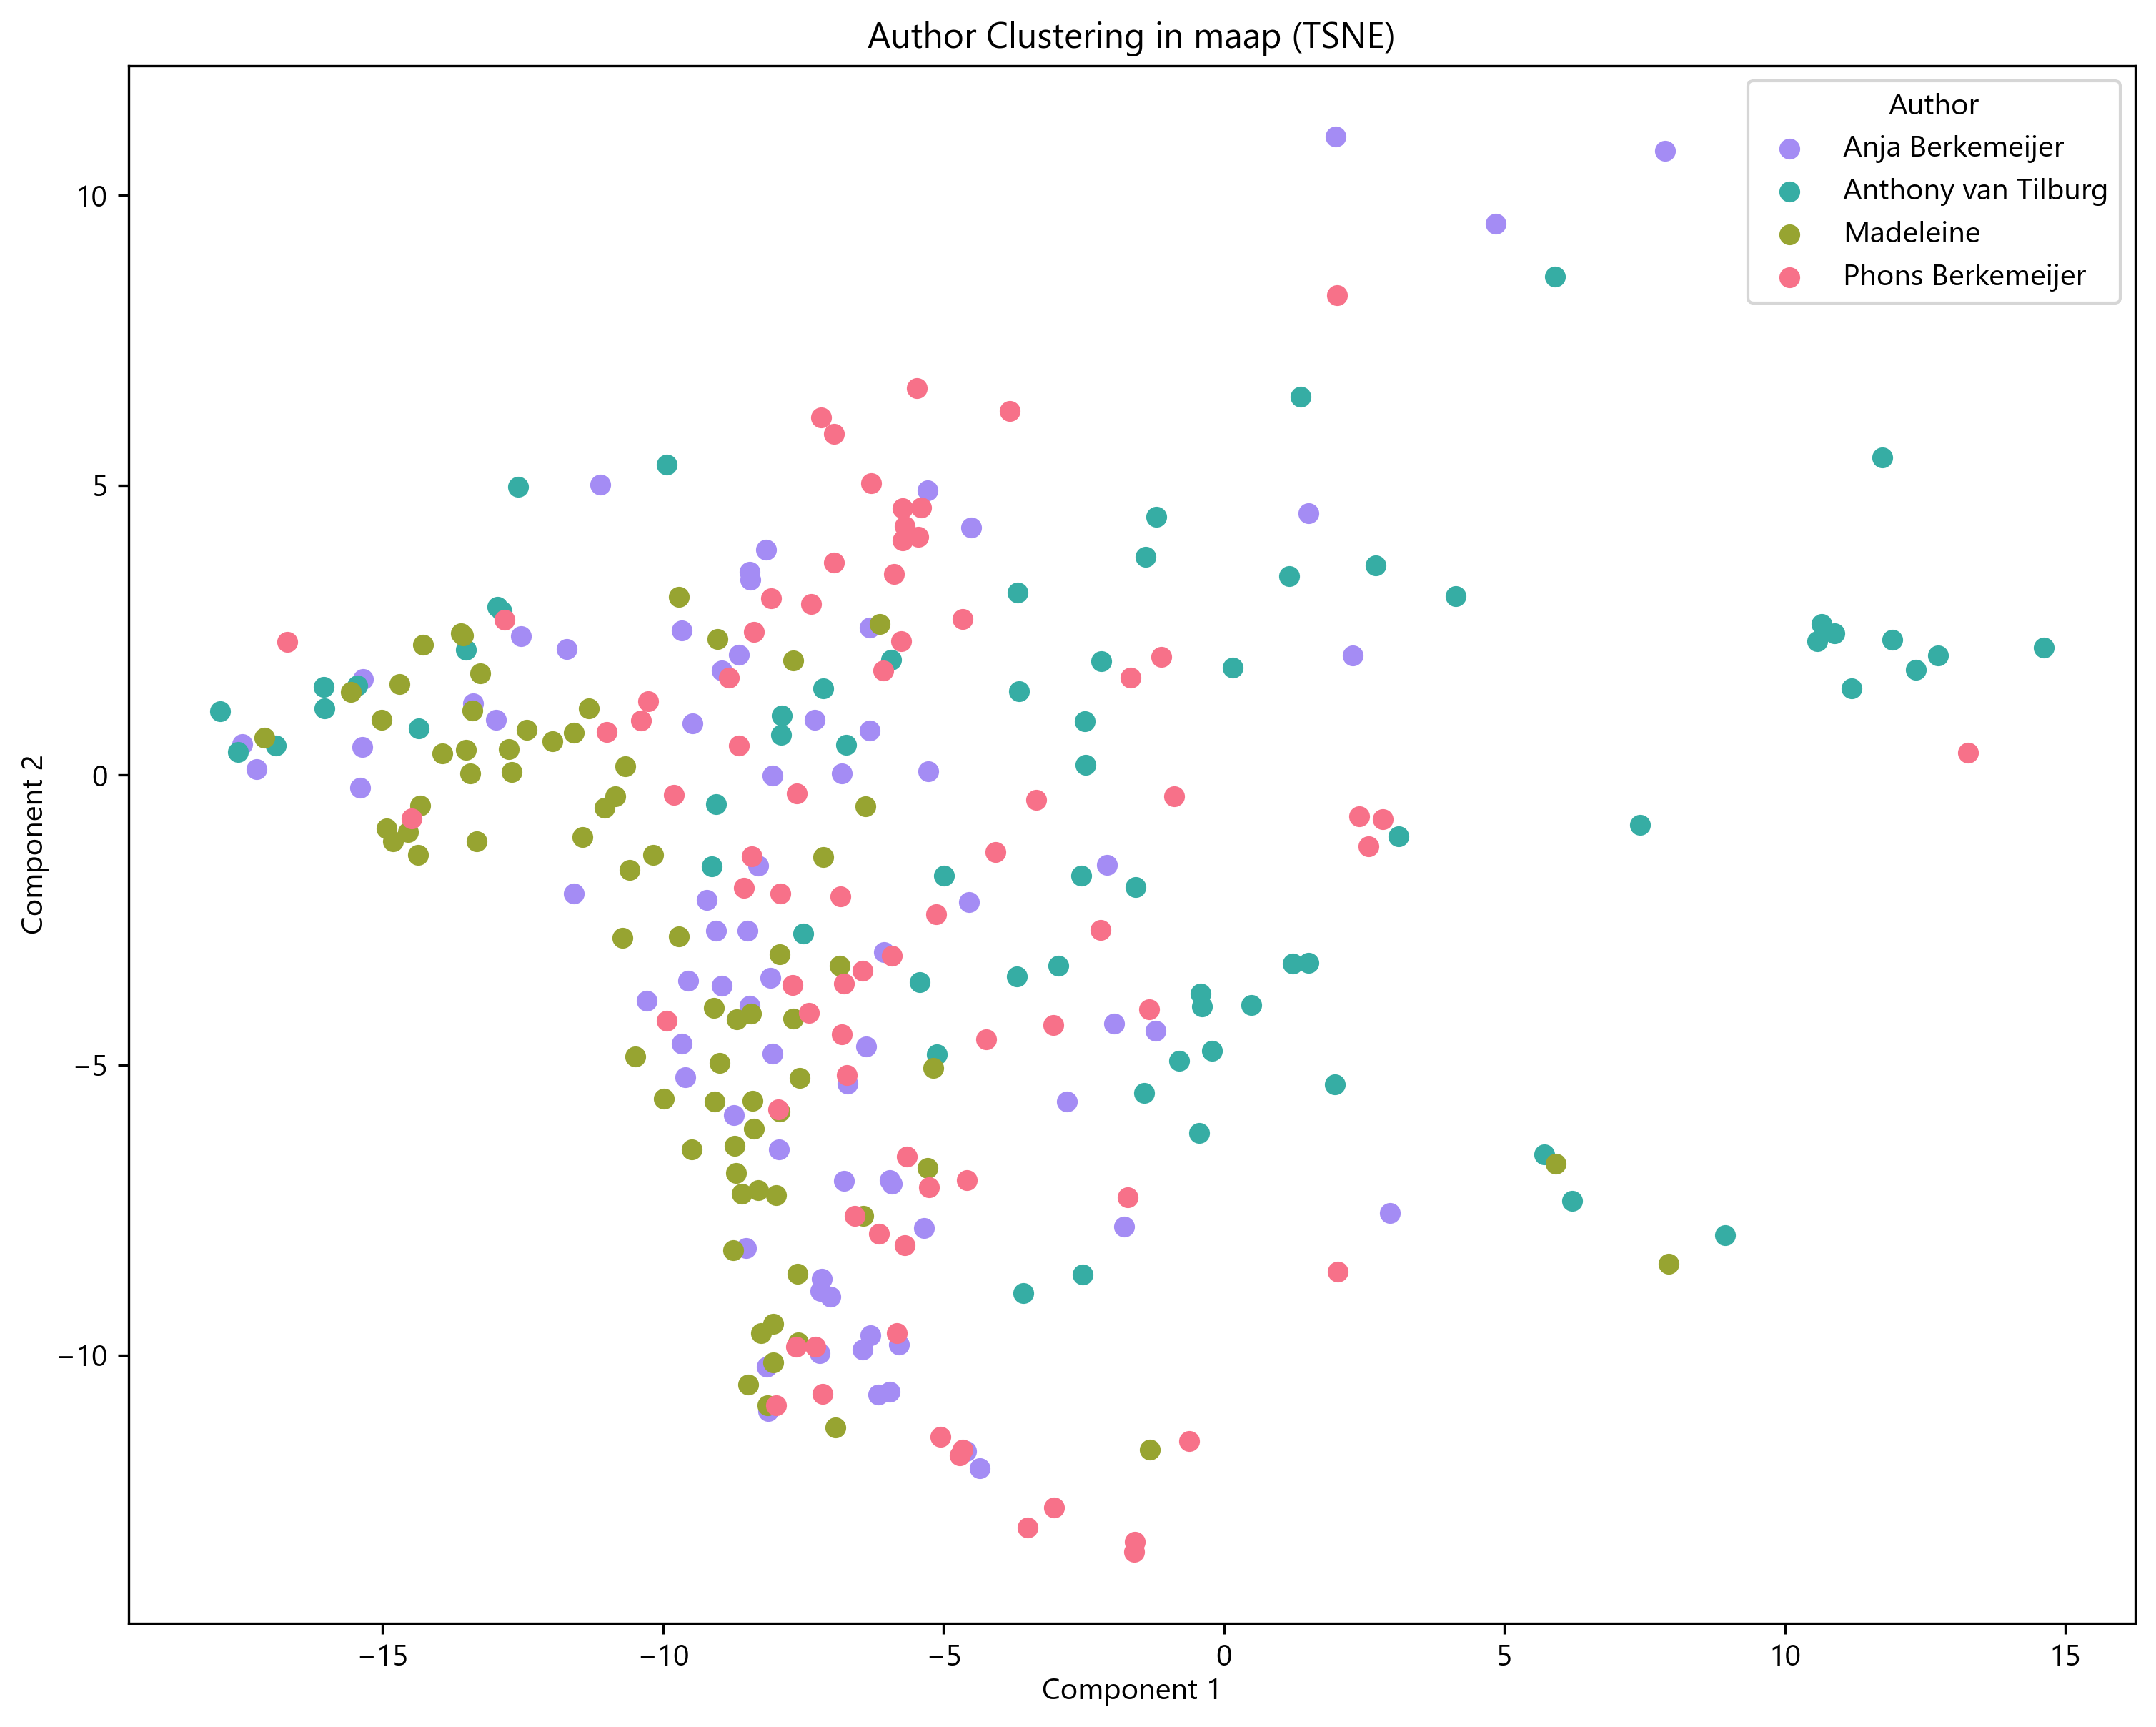 Author Clustering in maap (TSNE)
Author
Anja Berkemeijer
Anthony van Tilburg
Madeleine
Phons Berkemeijer
10
5
0
−5
−10
Component 2
−15
−10
−5
0
5
10
15
Component 1